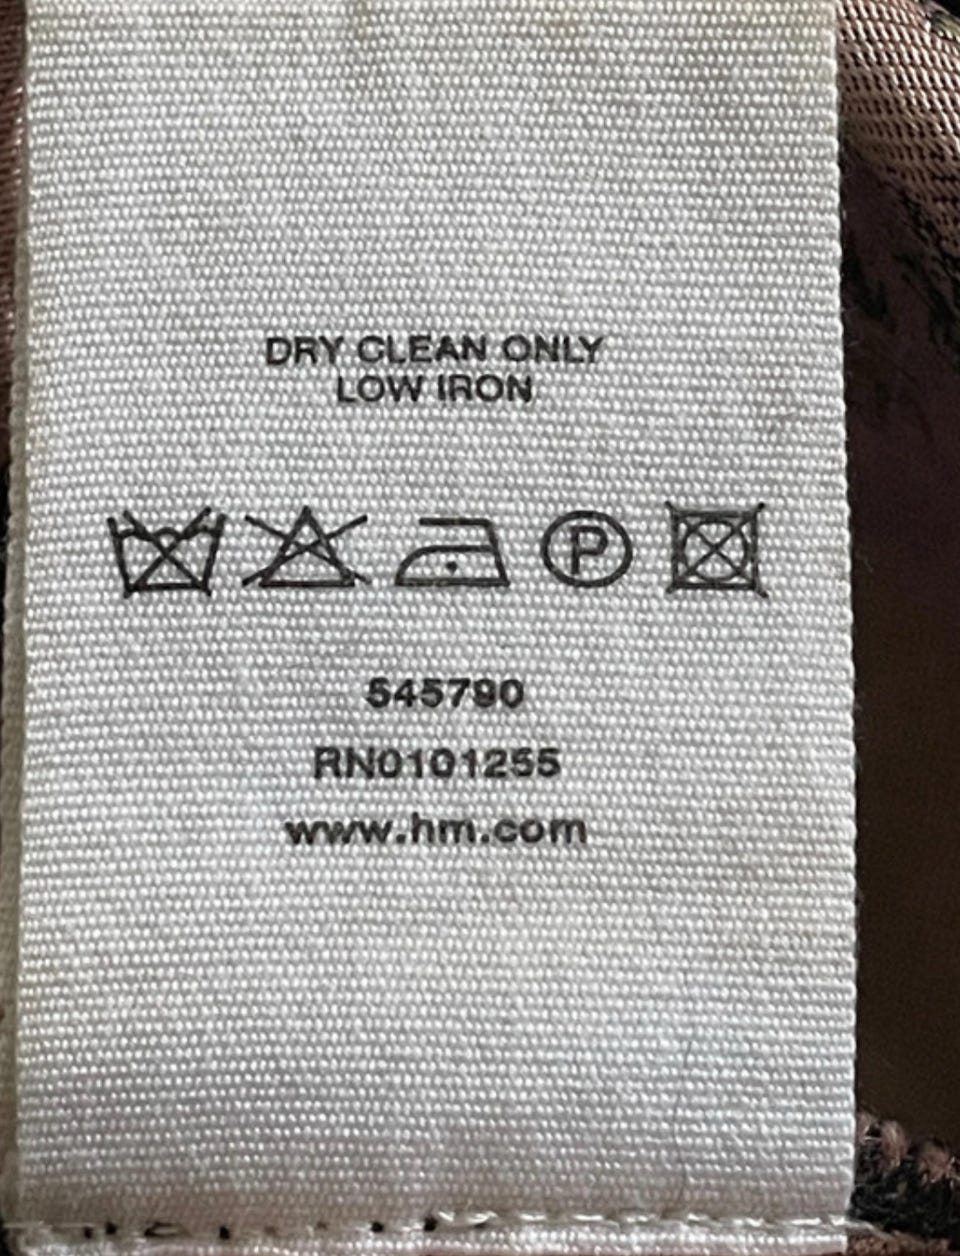 DRY CLEAN ONLY
LOW IRON
P
545790
RN0101255
www.hm.com